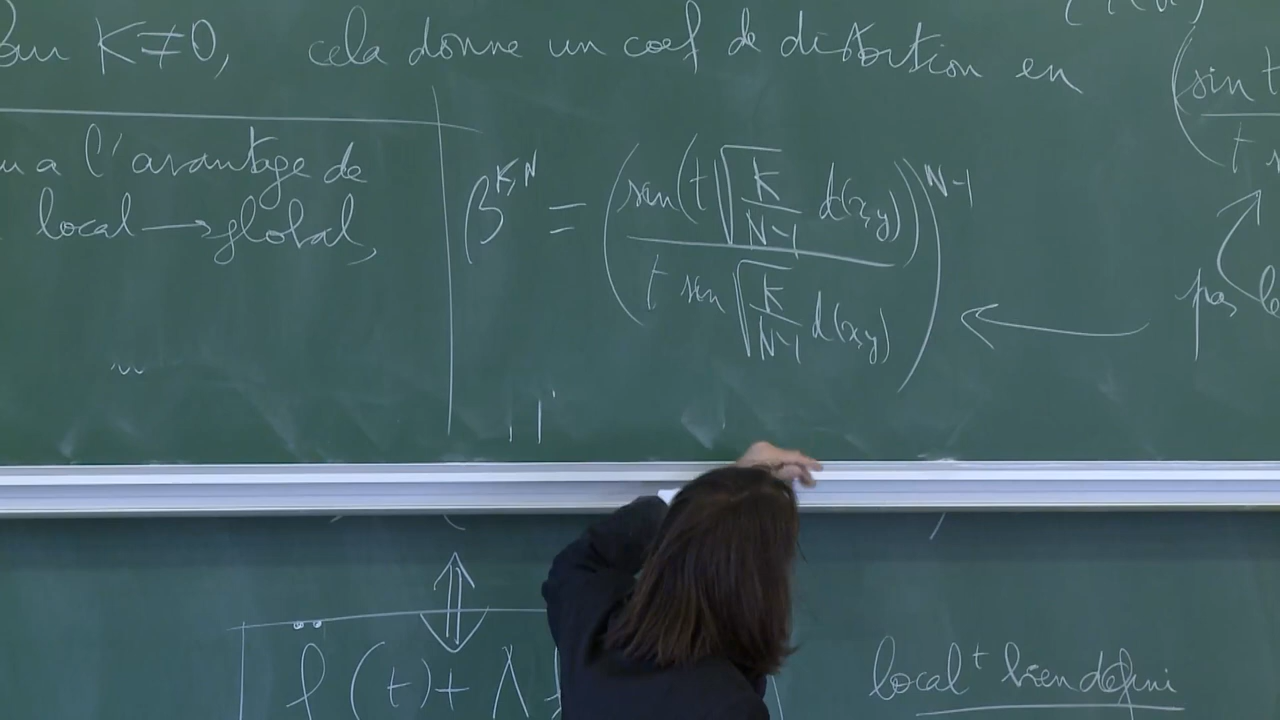 Pour K≠0, cela donne un coef de distortion en
l'avantage de
local → global,
β^{K,N} = ( sin(t √(K/(N-1)) d(x,y)) / t sin √(K/(N-1)) d(x,y) )^{N-1}
(sin t
t
pas
f̈(t) + Λ
local^t bien défini